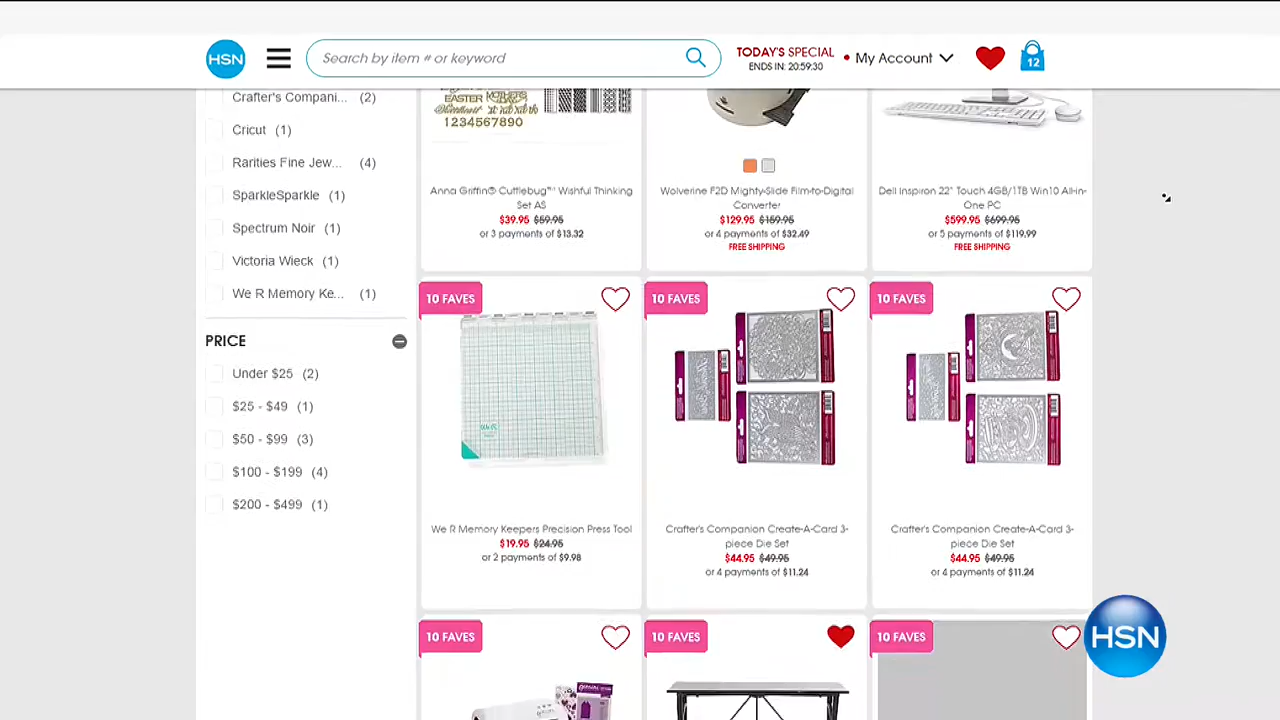 HSN
Search by item # or keyword
TODAY'S SPECIAL
ENDS IN: 20:59:30
My Account
12
Crafter's Compani... (2)
Cricut (1)
Rarities Fine Jew... (4)
SparkleSparkle (1)
Spectrum Noir (1)
Victoria Wieck (1)
We R Memory Ke... (1)
PRICE
Under $25 (2)
$25 - $49 (1)
$50 - $99 (3)
$100 - $199 (4)
$200 - $499 (1)
EASTER
1234567890
Anna Griffin® Cuttlebug™ Wishful Thinking
Set AS
$39.95 $59.95
or 3 payments of $13.32
Wolverine F2D Mighty-Slide Film-to-Digital
Converter
$129.95 $159.95
or 4 payments of $32.49
FREE SHIPPING
Dell Inspiron 22" Touch 4GB/1TB Win10 All-in-
One PC
$599.95 $699.95
or 5 payments of $119.99
FREE SHIPPING
10 FAVES
We R Memory Keepers Precision Press Tool
$19.95 $24.95
or 2 payments of $9.98
10 FAVES
Crafter's Companion Create-A-Card 3-
piece Die Set
$44.95 $49.95
or 4 payments of $11.24
10 FAVES
Crafter's Companion Create-A-Card 3-
piece Die Set
$44.95 $49.95
or 4 payments of $11.24
10 FAVES
10 FAVES
10 FAVES
HSN